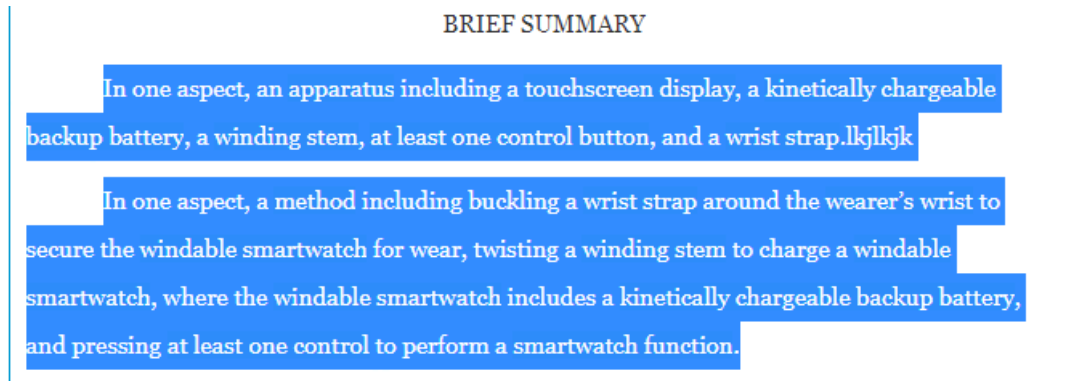 BRIEF SUMMARY
In one aspect, an apparatus including a touchscreen display, a kinetically chargeable
backup battery, a winding stem, at least one control button, and a wrist strap.lkjlkjk
In one aspect, a method including buckling a wrist strap around the wearer’s wrist to
secure the windable smartwatch for wear, twisting a winding stem to charge a windable
smartwatch, where the windable smartwatch includes a kinetically chargeable backup battery,
and pressing at least one control to perform a smartwatch function.